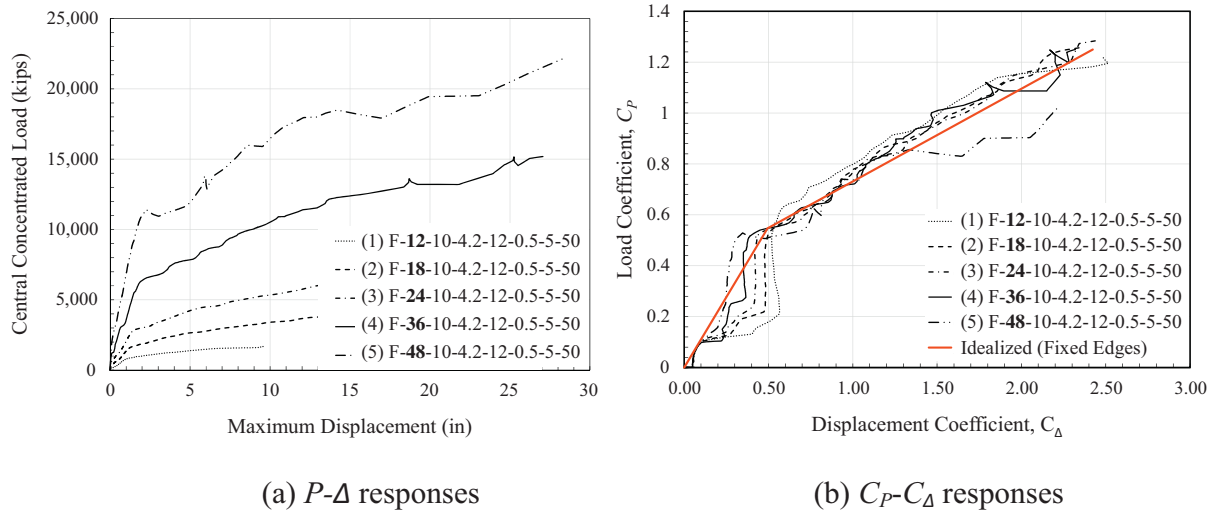 25,000
20,000
15,000
10,000
5,000
0
Central Concentrated Load (kips)
(1) F-12-10-4.2-12-0.5-5-50
(2) F-18-10-4.2-12-0.5-5-50
(3) F-24-10-4.2-12-0.5-5-50
(4) F-36-10-4.2-12-0.5-5-50
(5) F-48-10-4.2-12-0.5-5-50
0 5 10 15 20 25 30
Maximum Displacement (in)
(a) P-Δ responses
1.4
1.2
1
0.8
0.6
0.4
0.2
0
Load Coefficient, C_P
(1) F-12-10-4.2-12-0.5-5-50
(2) F-18-10-4.2-12-0.5-5-50
(3) F-24-10-4.2-12-0.5-5-50
(4) F-36-10-4.2-12-0.5-5-50
(5) F-48-10-4.2-12-0.5-5-50
Idealized (Fixed Edges)
0.00 0.50 1.00 1.50 2.00 2.50 3.00
Displacement Coefficient, C_Δ
(b) C_P-C_Δ responses